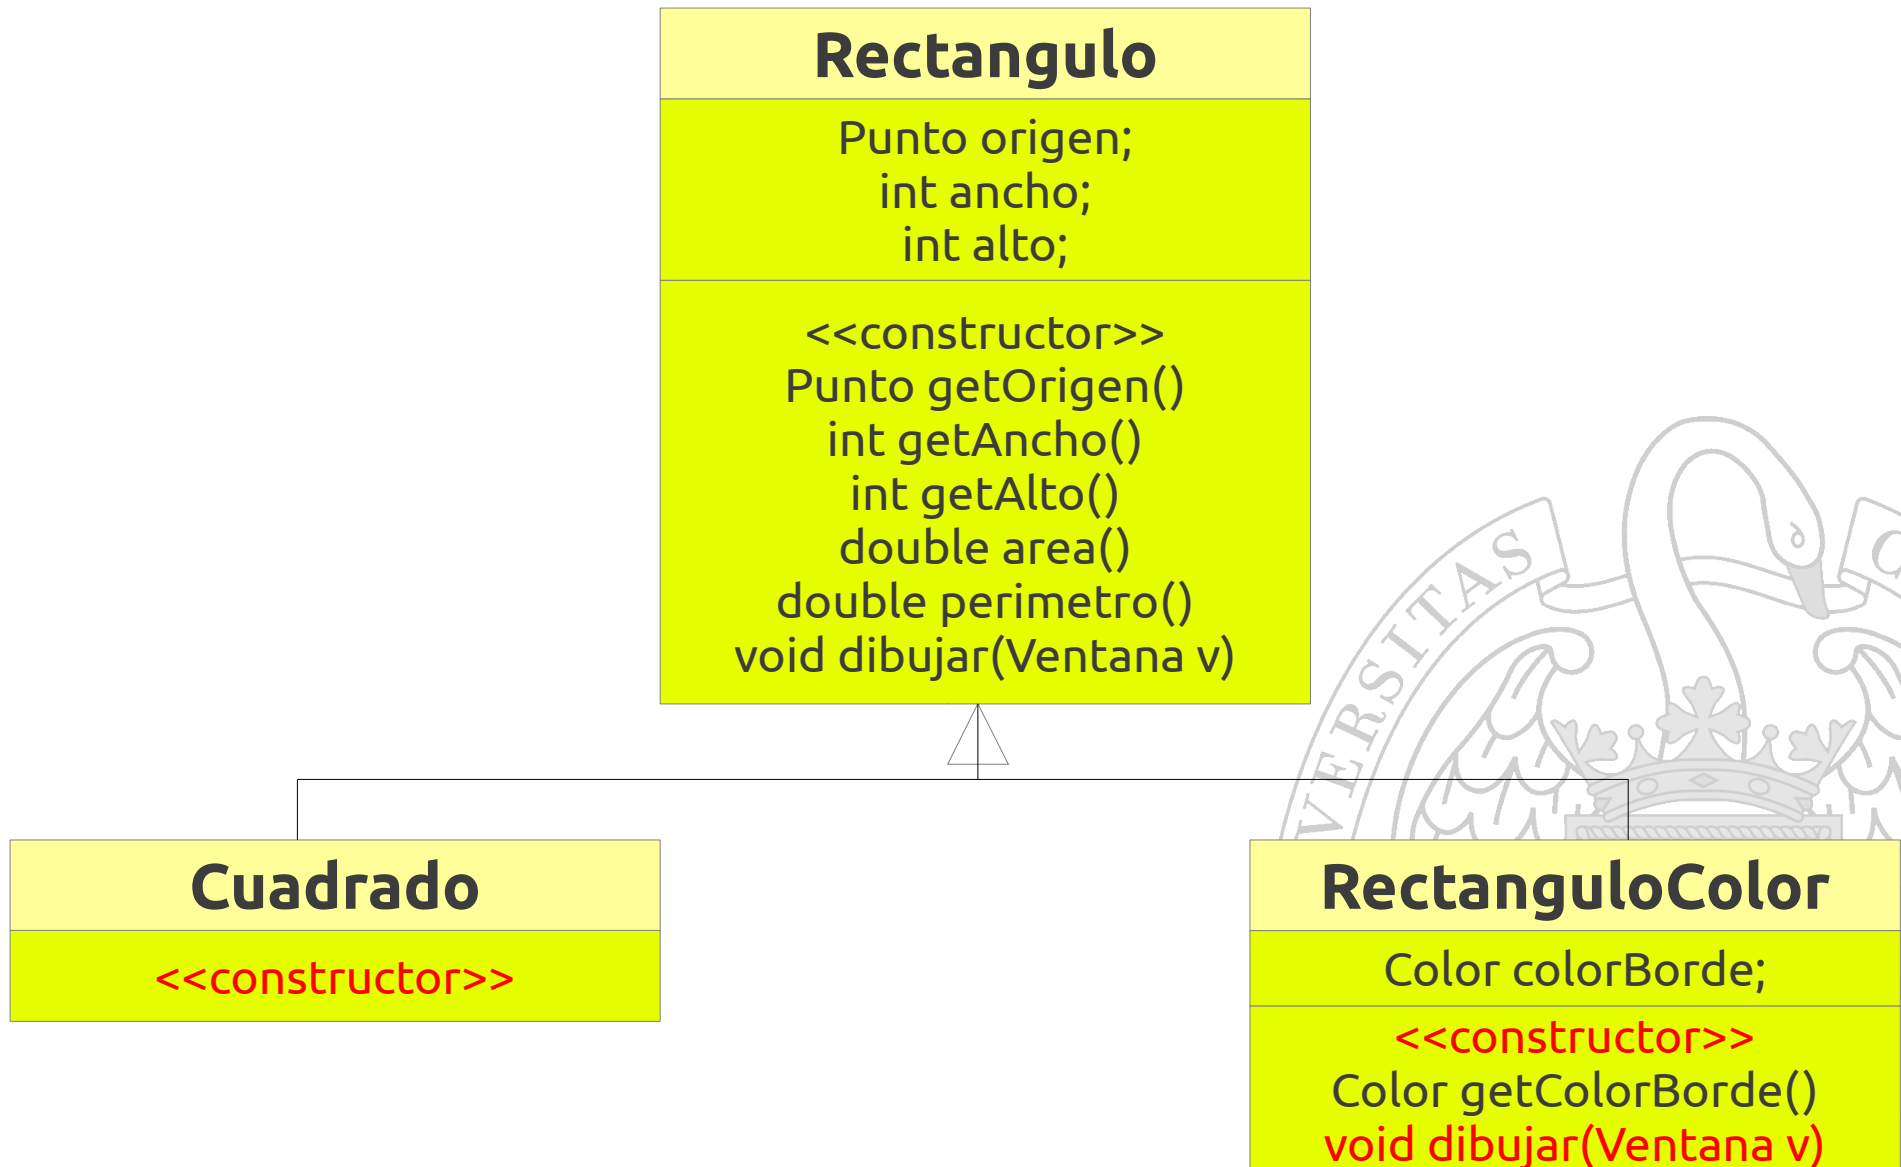 Rectangulo
Punto origen;
int ancho;
int alto;
<<constructor>>
Punto getOrigen()
int getAncho()
int getAlto()
double area()
double perimetro()
void dibujar(Ventana v)
Cuadrado
<<constructor>>
RectanguloColor
Color colorBorde;
<<constructor>>
Color getColorBorde()
void dibujar(Ventana v)
VERSITAS